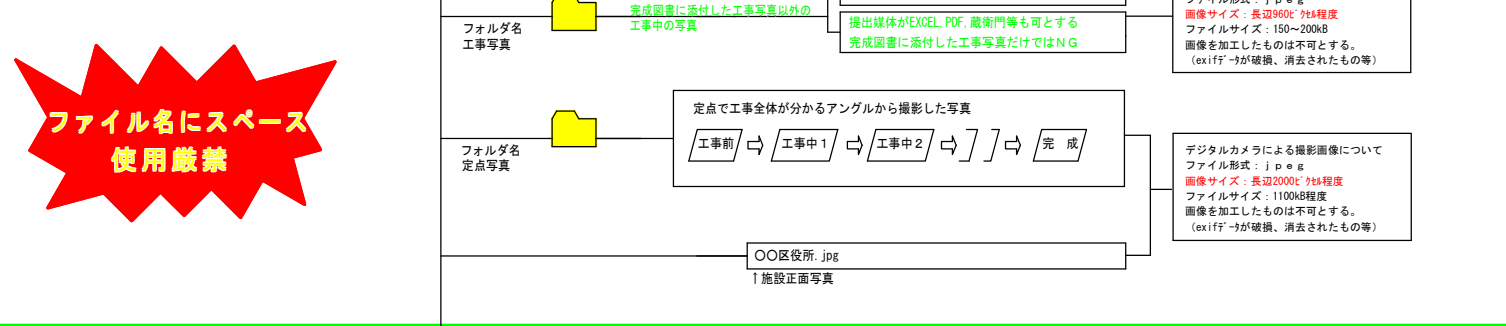 フォルダ名
工事写真
完成図書に添付した工事写真以外の
工事中の写真
提出媒体がEXCEL,PDF,蔵衛門等も可とする
完成図書に添付した工事写真だけではNG
画像サイズ：長辺960ﾋﾟｸｾﾙ程度
ファイルサイズ：150～200kB
画像を加工したものは不可とする。
（exifﾃﾞｰﾀが破損、消去されたもの等）
ファイル名にスペース
使用厳禁
フォルダ名
定点写真
定点で工事全体が分かるアングルから撮影した写真
工事前 ⇨ 工事中1 ⇨ 工事中2 ⇨ ⇨ 完 成
デジタルカメラによる撮影画像について
ファイル形式：ｊｐｅｇ
画像サイズ：長辺2000ﾋﾟｸｾﾙ程度
ファイルサイズ：1100kB程度
画像を加工したものは不可とする。
（exifﾃﾞｰﾀが破損、消去されたもの等）
〇〇区役所.jpg
↑施設正面写真